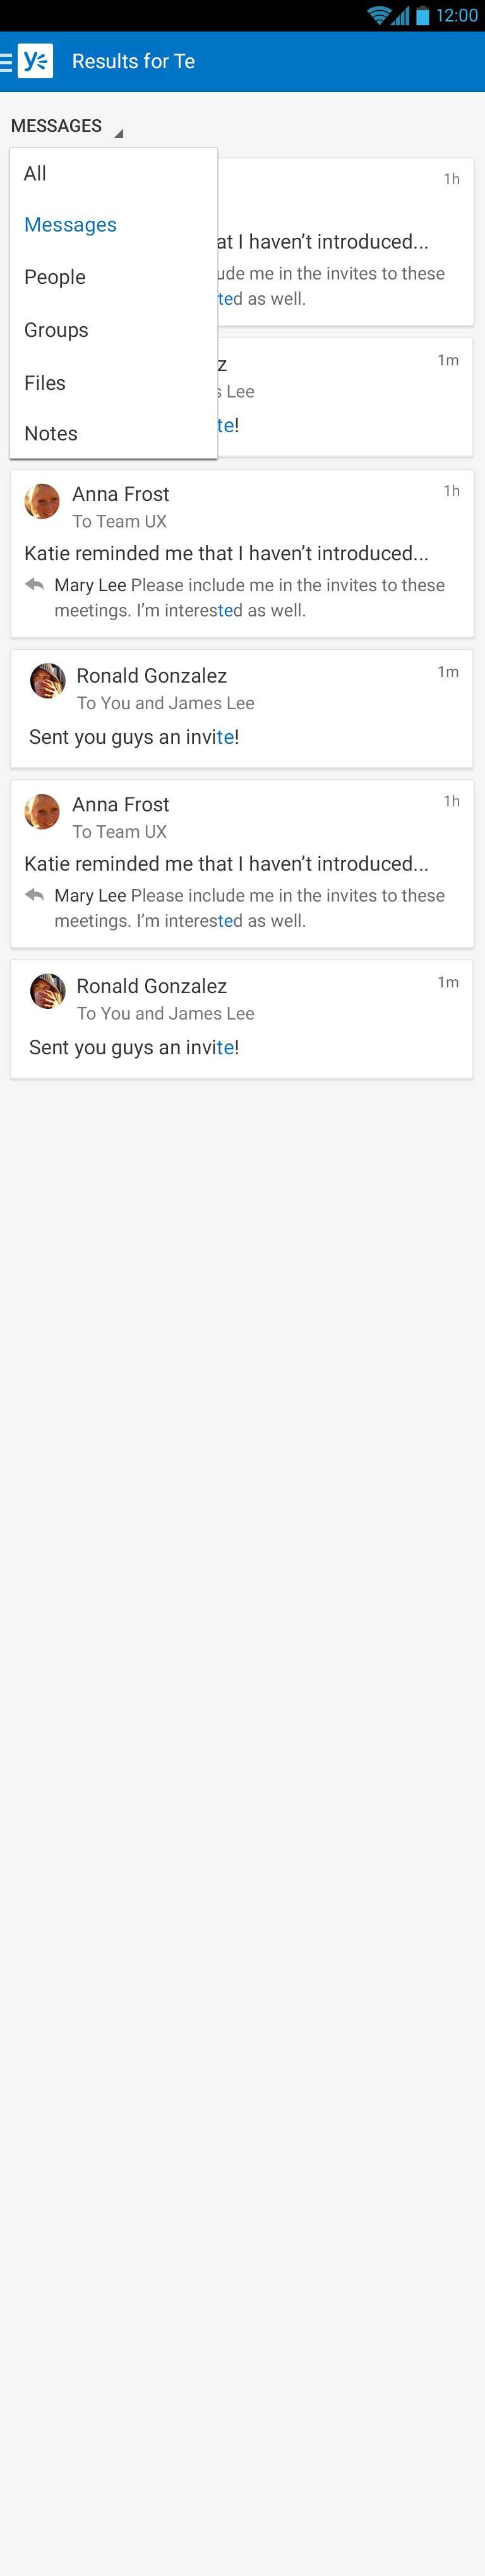 12:00
Results for Te
MESSAGES
All
Messages
People
Groups
Files
Notes
1h
at I haven’t introduced...
ude me in the invites to these
ted as well.
z
1m
s Lee
te!
Anna Frost
1h
To Team UX
Katie reminded me that I haven’t introduced...
Mary Lee Please include me in the invites to these
meetings. I’m interested as well.
Ronald Gonzalez
1m
To You and James Lee
Sent you guys an invite!
Anna Frost
1h
To Team UX
Katie reminded me that I haven’t introduced...
Mary Lee Please include me in the invites to these
meetings. I’m interested as well.
Ronald Gonzalez
1m
To You and James Lee
Sent you guys an invite!